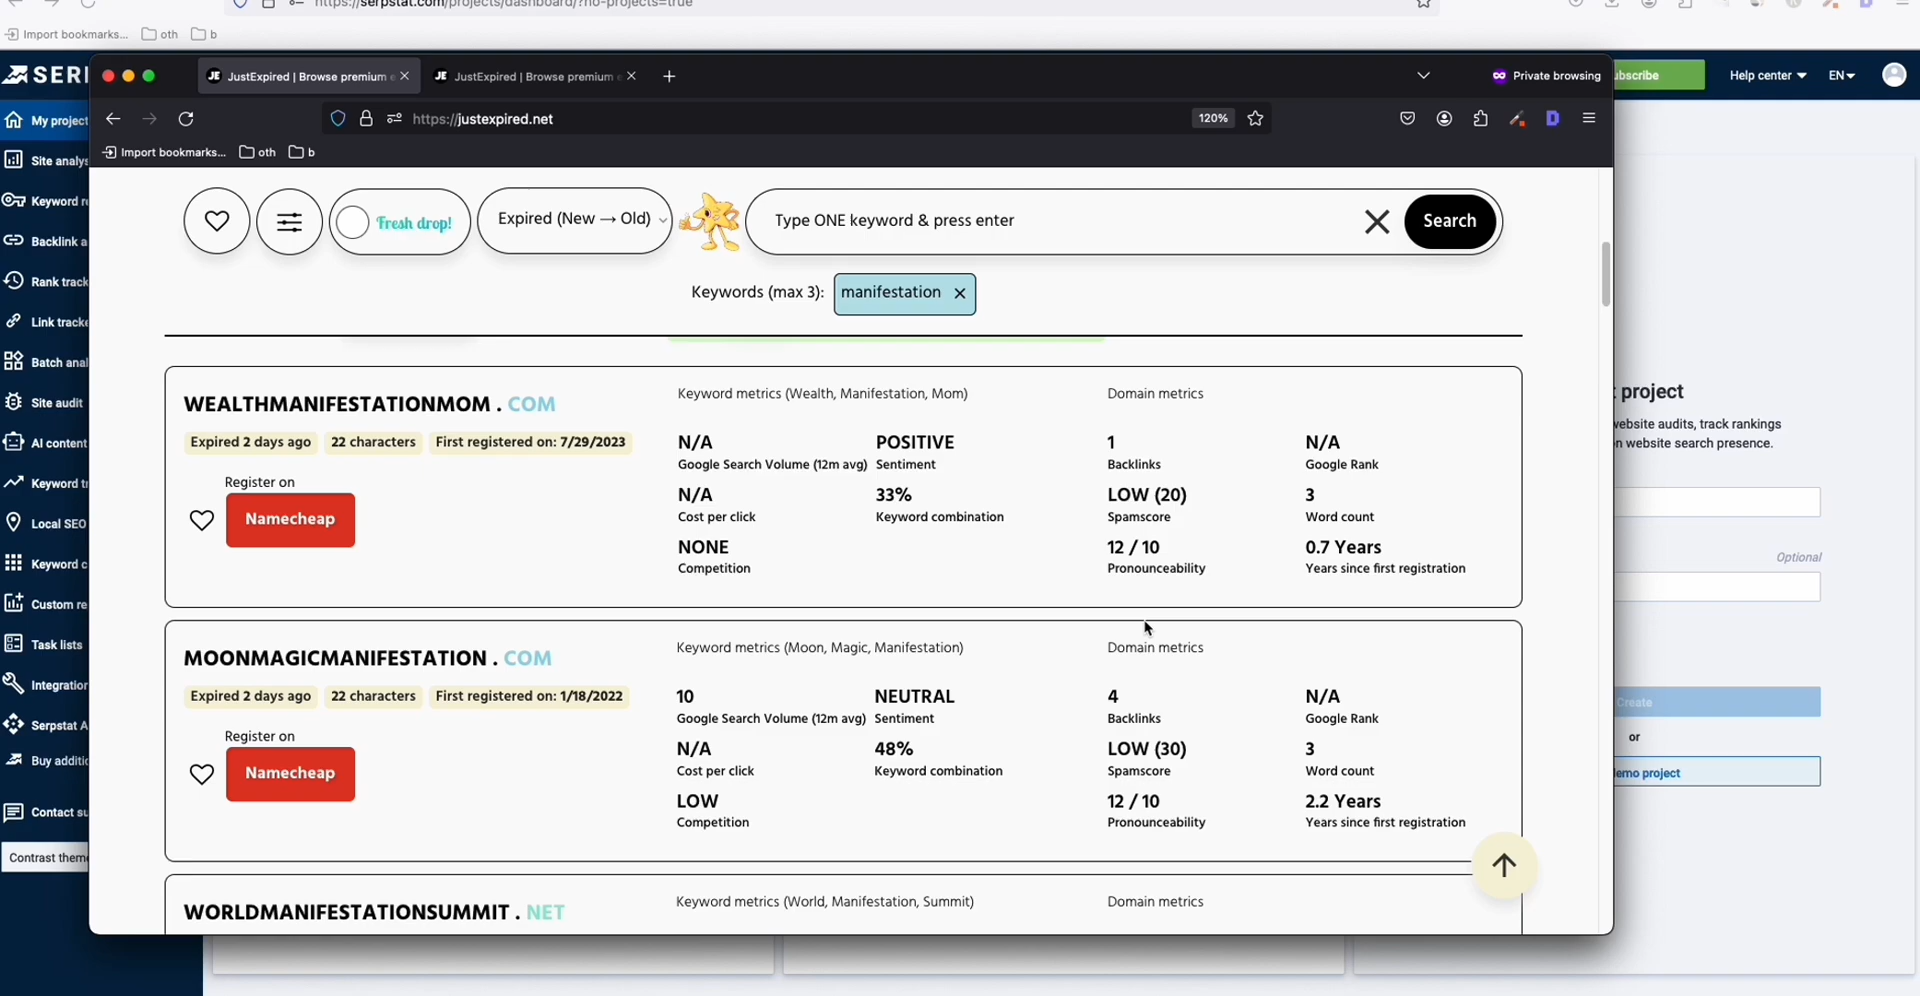 https://serpstat.com/projects/dashboard/?no-projects=true
Import bookmarks... oth b
SERI
ubscribe Help center EN
JE JustExpired | Browse premium e JE JustExpired | Browse premium e Private browsing
https://justexpired.net 120% D
Import bookmarks... oth b
My project
Site analys
Keyword re
Backlink a
Rank track
Link tracke
Batch anal
Site audit
AI content
Keyword tr
Local SEO
Keyword c
Custom re
Task lists
Integration
Serpstat A
Buy additio
Contact su
Contrast theme
Fresh drop! Expired (New → Old) Type ONE keyword & press enter Search
Keywords (max 3): manifestation
WEALTHMANIFESTATIONMOM . COM
Expired 2 days ago 22 characters First registered on: 7/29/2023
Register on
Namecheap
Keyword metrics (Wealth, Manifestation, Mom)
N/A POSITIVE
Google Search Volume (12m avg) Sentiment
N/A 33%
Cost per click Keyword combination
NONE
Competition
Domain metrics
1 N/A
Backlinks Google Rank
LOW (20) 3
Spamscore Word count
12 / 10 0.7 Years
Pronounceability Years since first registration
MOONMAGICMANIFESTATION . COM
Expired 2 days ago 22 characters First registered on: 1/18/2022
Register on
Namecheap
Keyword metrics (Moon, Magic, Manifestation)
10 NEUTRAL
Google Search Volume (12m avg) Sentiment
N/A 48%
Cost per click Keyword combination
LOW
Competition
Domain metrics
4 N/A
Backlinks Google Rank
LOW (30) 3
Spamscore Word count
12 / 10 2.2 Years
Pronounceability Years since first registration
WORLDMANIFESTATIONSUMMIT . NET
Keyword metrics (World, Manifestation, Summit)
Domain metrics
t project
website audits, track rankings
n website search presence.
Optional
Create
or
emo project